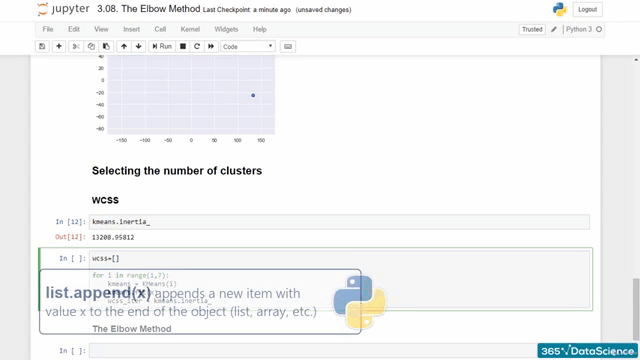 jupyter 3.08. The Elbow Method Last Checkpoint: a minute ago (unsaved changes)
Logout
File Edit View Insert Cell Kernel Widgets Help
Trusted
Python 3
Run
Code
40
20
0
-20
-40
-60
-80
-150 -100 -50 0 50 100 150
Selecting the number of clusters
WCSS
In [12]: kmeans.inertia_
Out[12]: 13208.95812
In [ ]: wcss=[]
for i in range(1,7):
kmeans = KMeans(i)
wcss_iter = kmeans.inertia_
list.append(x) appends a new item with
value x to the end of the object (list, array, etc.)
The Elbow Method
In [ ]:
365 DataScience